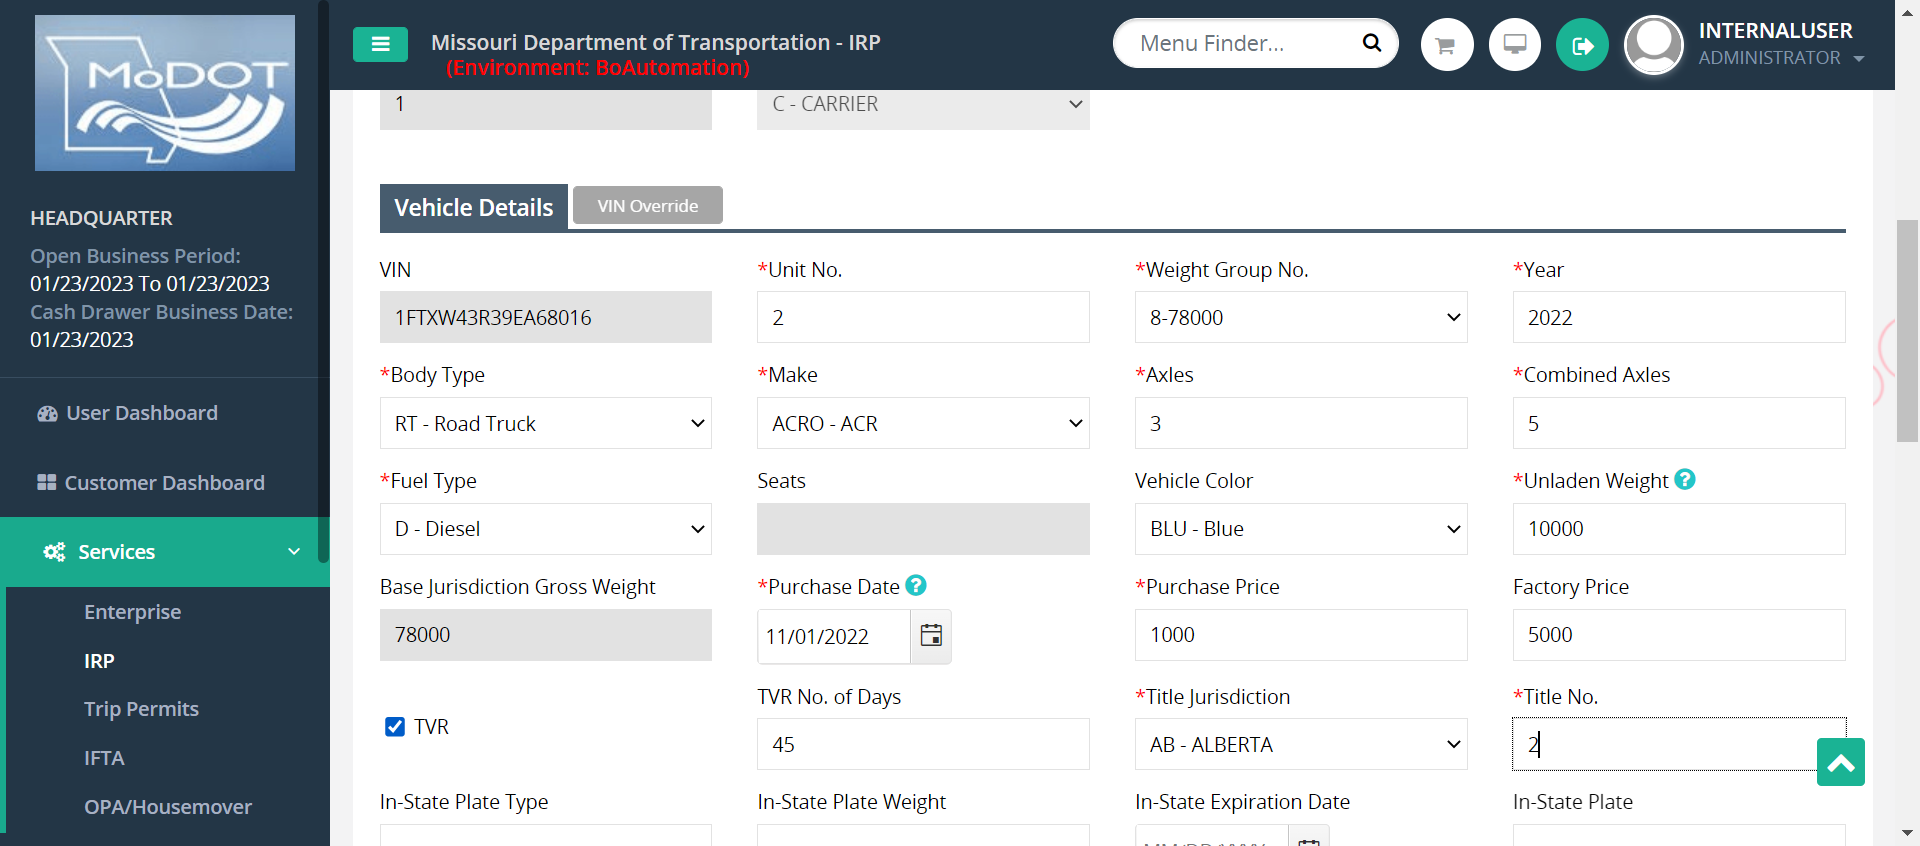 MoDOT
Missouri Department of Transportation - IRP
(Environment: BoAutomation)
Menu Finder...
INTERNALUSER
ADMINISTRATOR
HEADQUARTER
Open Business Period:
01/23/2023 To 01/23/2023
Cash Drawer Business Date:
01/23/2023
User Dashboard
Customer Dashboard
Services
Enterprise
IRP
Trip Permits
IFTA
OPA/Housemover
1 C - CARRIER
Vehicle Details VIN Override
VIN *Unit No. *Weight Group No. *Year
1FTXW43R39EA68016 2 8-78000 2022
*Body Type *Make *Axles *Combined Axles
RT - Road Truck ACRO - ACR 3 5
*Fuel Type Seats Vehicle Color *Unladen Weight ?
D - Diesel BLU - Blue 10000
Base Jurisdiction Gross Weight *Purchase Date ? *Purchase Price Factory Price
78000 11/01/2022 1000 5000
TVR No. of Days *Title Jurisdiction *Title No.
TVR 45 AB - ALBERTA 2
In-State Plate Type In-State Plate Weight In-State Expiration Date In-State Plate